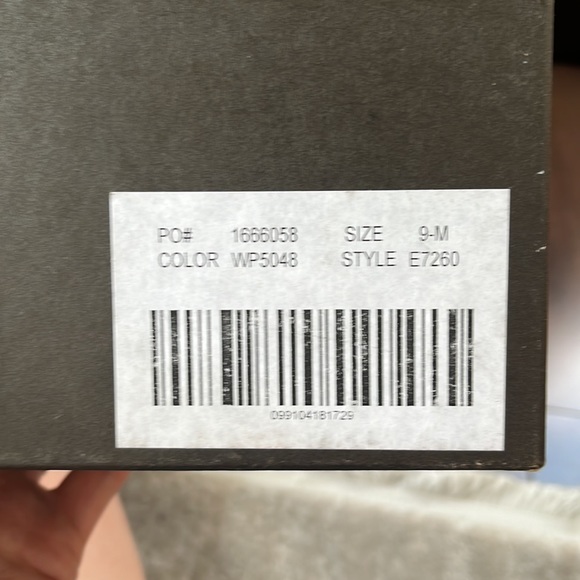 PO# 1666058 SIZE 9-M
COLOR WP5048 STYLE E7260
099104181729